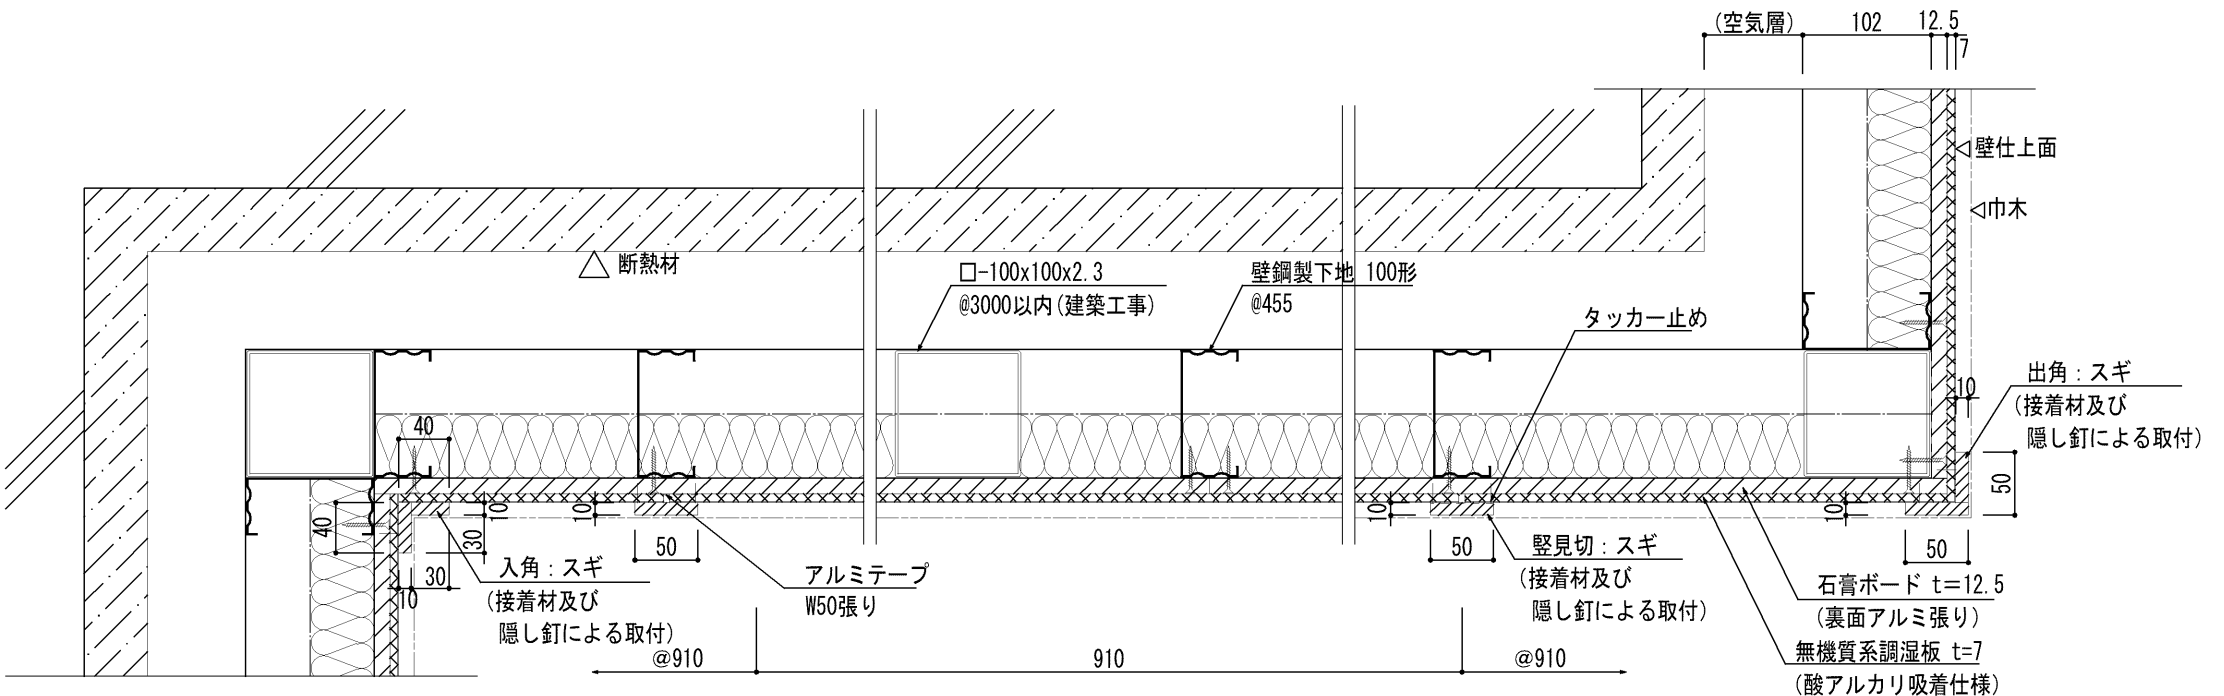 (空気層)
102
12.5
7
壁仕上面
巾木
断熱材
□-100x100x2.3
@3000以内(建築工事)
壁鋼製下地 100形
@455
タッカー止め
出角:スギ
(接着材及び
隠し釘による取付)
10
50
40
40
10
30
30
10
10
50
10
50
10
50
入角:スギ
(接着材及び
隠し釘による取付)
アルミテープ
W50張り
竪見切:スギ
(接着材及び
隠し釘による取付)
石膏ボード t=12.5
(裏面アルミ張り)
無機質系調湿板 t=7
(酸アルカリ吸着仕様)
@910
910
@910